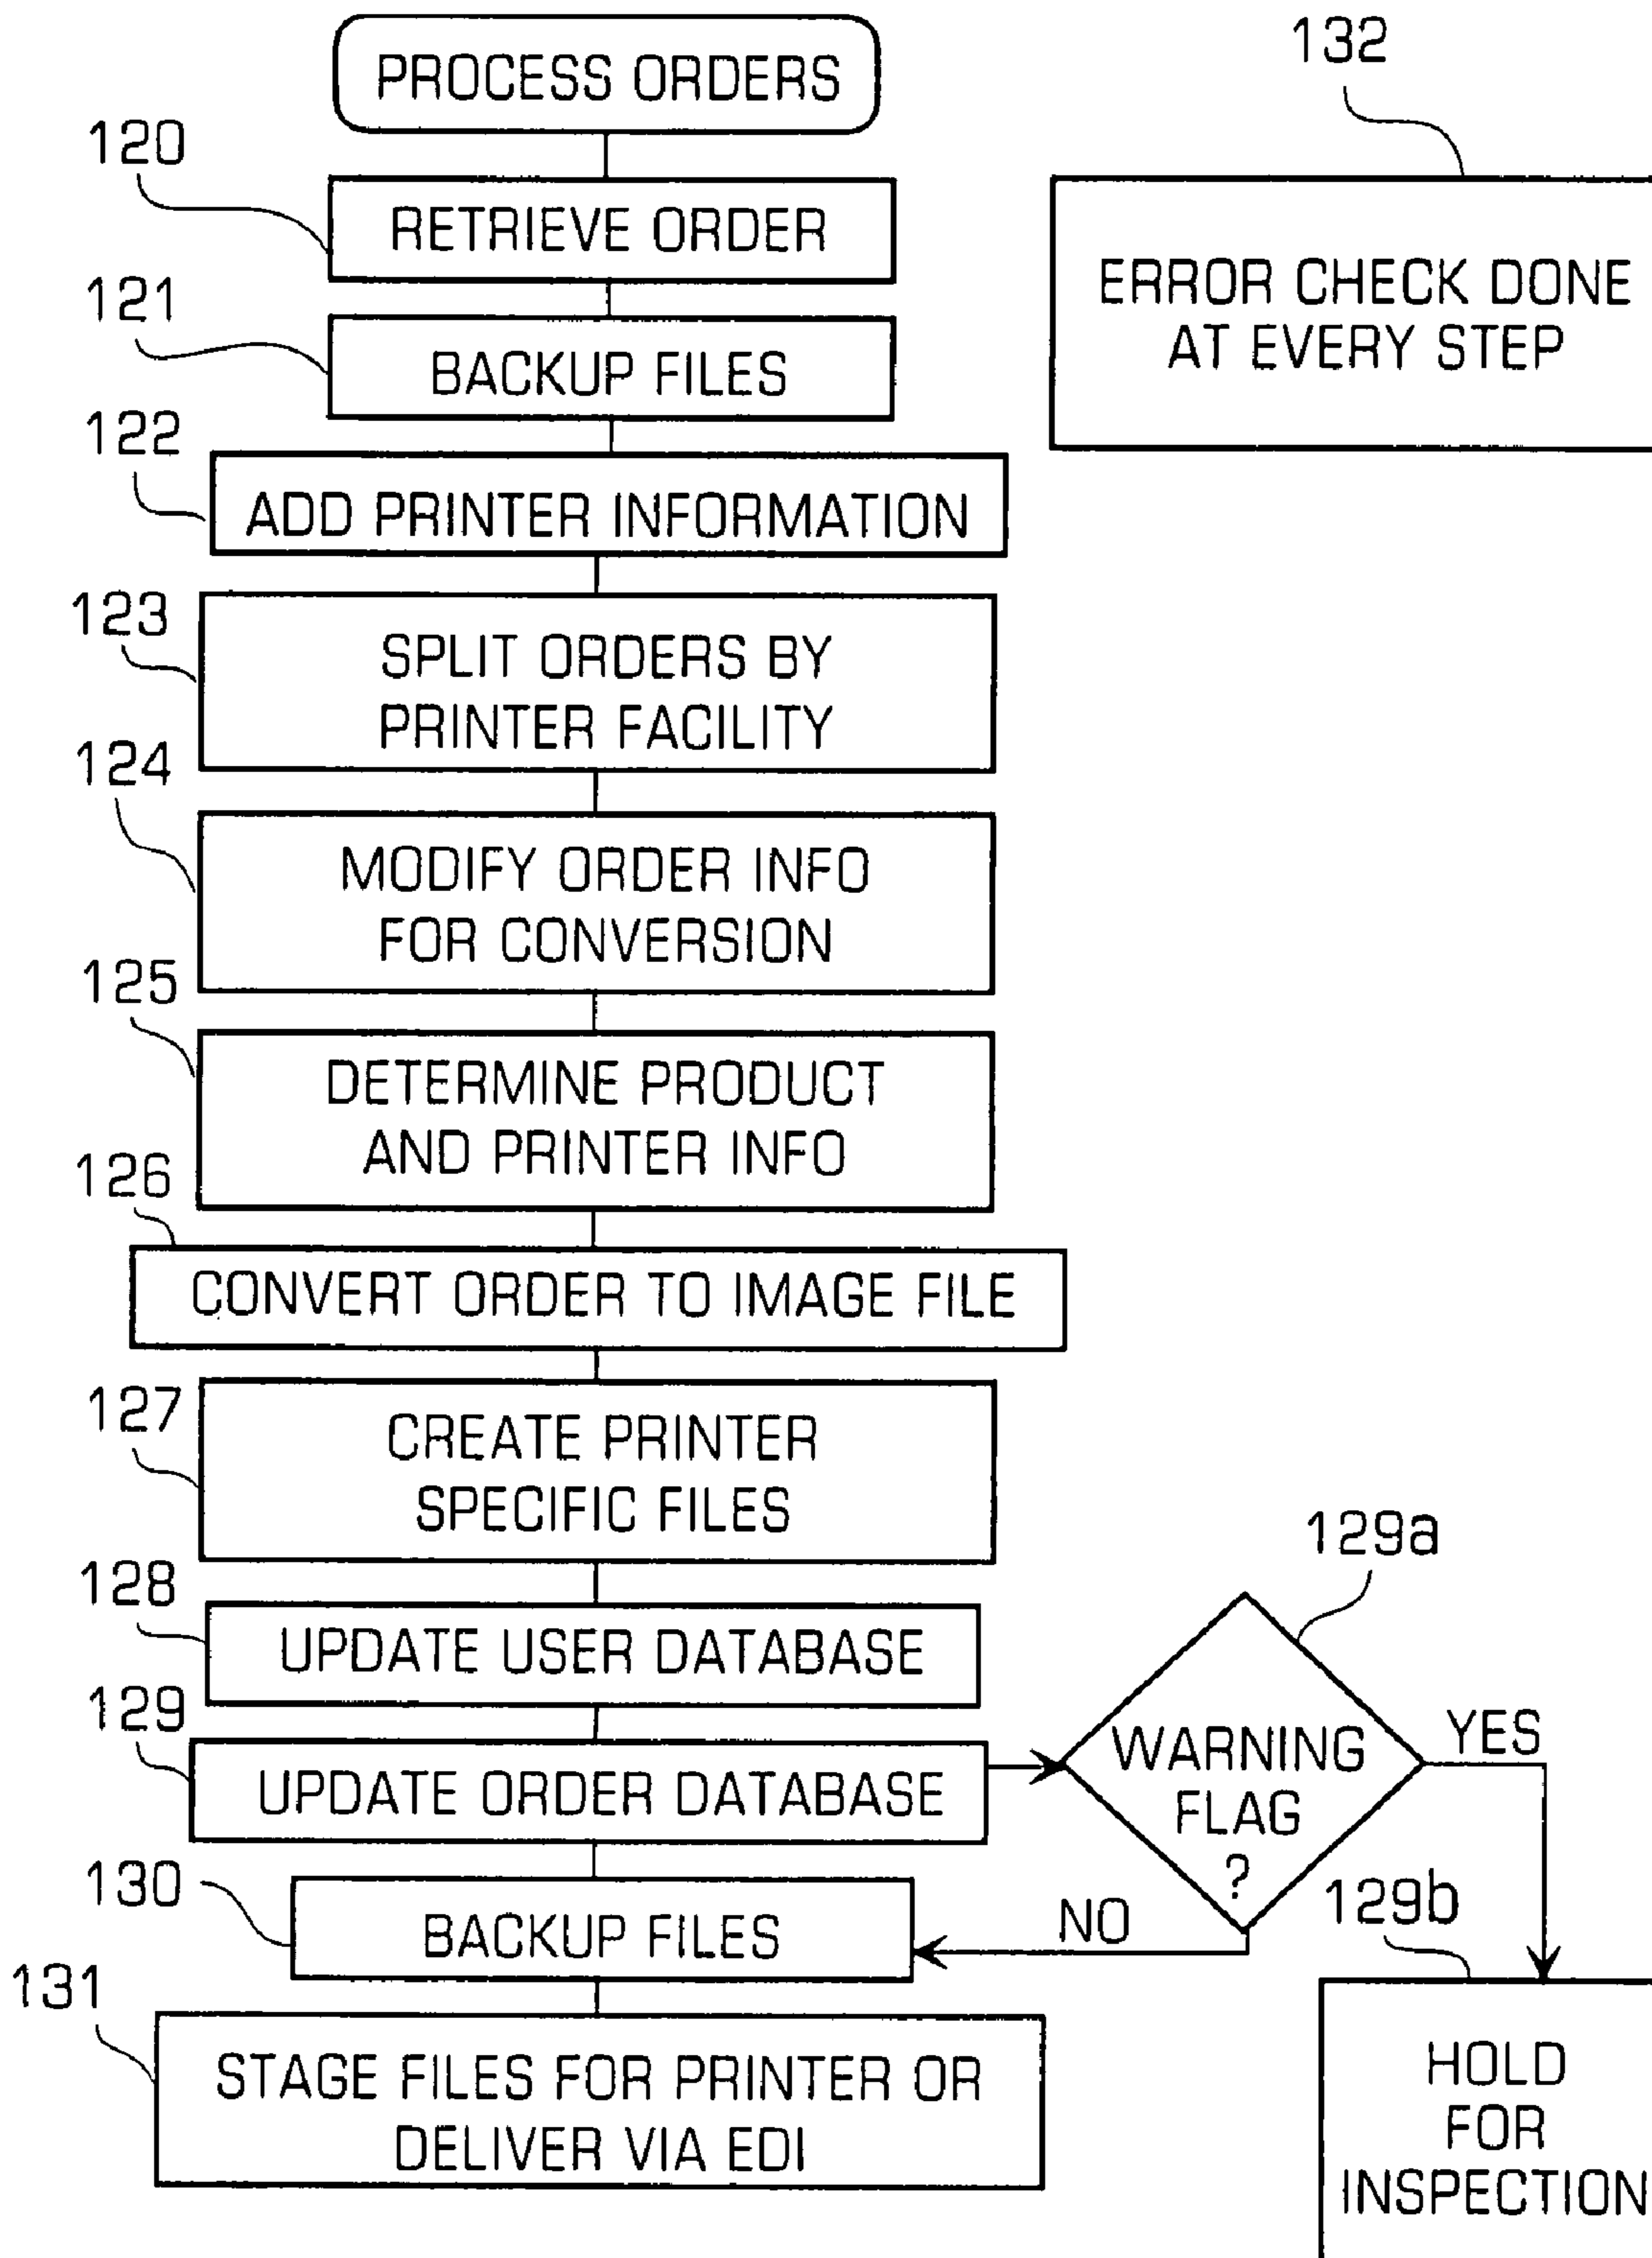 PROCESS ORDERS
132
120
RETRIEVE ORDER
ERROR CHECK DONE
AT EVERY STEP
121
BACKUP FILES
122
ADD PRINTER INFORMATION
123
SPLIT ORDERS BY
PRINTER FACILITY
124
MODIFY ORDER INFO
FOR CONVERSION
125
DETERMINE PRODUCT
AND PRINTER INFO
126
CONVERT ORDER TO IMAGE FILE
127
CREATE PRINTER
SPECIFIC FILES
128
UPDATE USER DATABASE
129
UPDATE ORDER DATABASE
129a
WARNING
FLAG
?
YES
NO
129b
HOLD
FOR
INSPECTION
130
BACKUP FILES
131
STAGE FILES FOR PRINTER OR
DELIVER VIA EDI